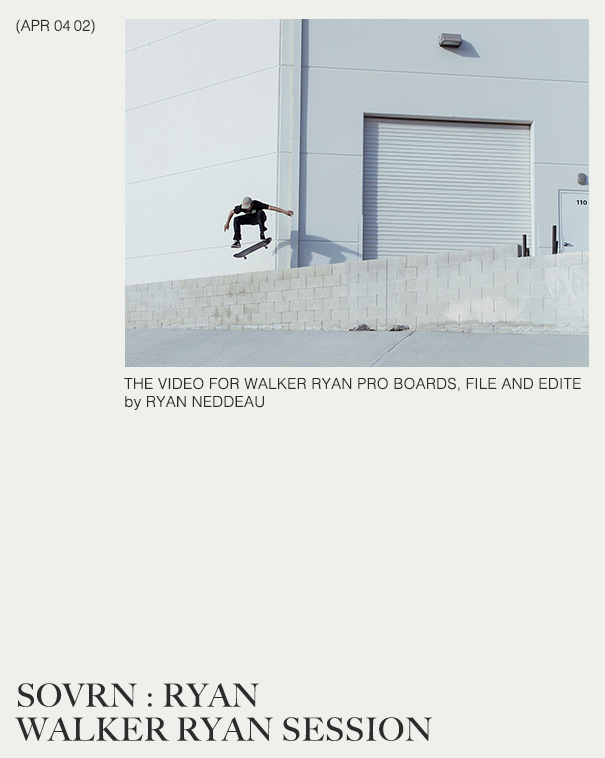 (APR 04 02)
110
THE VIDEO FOR WALKER RYAN PRO BOARDS, FILE AND EDITE
by RYAN NEDDEAU
SOVRN : RYAN
WALKER RYAN SESSION